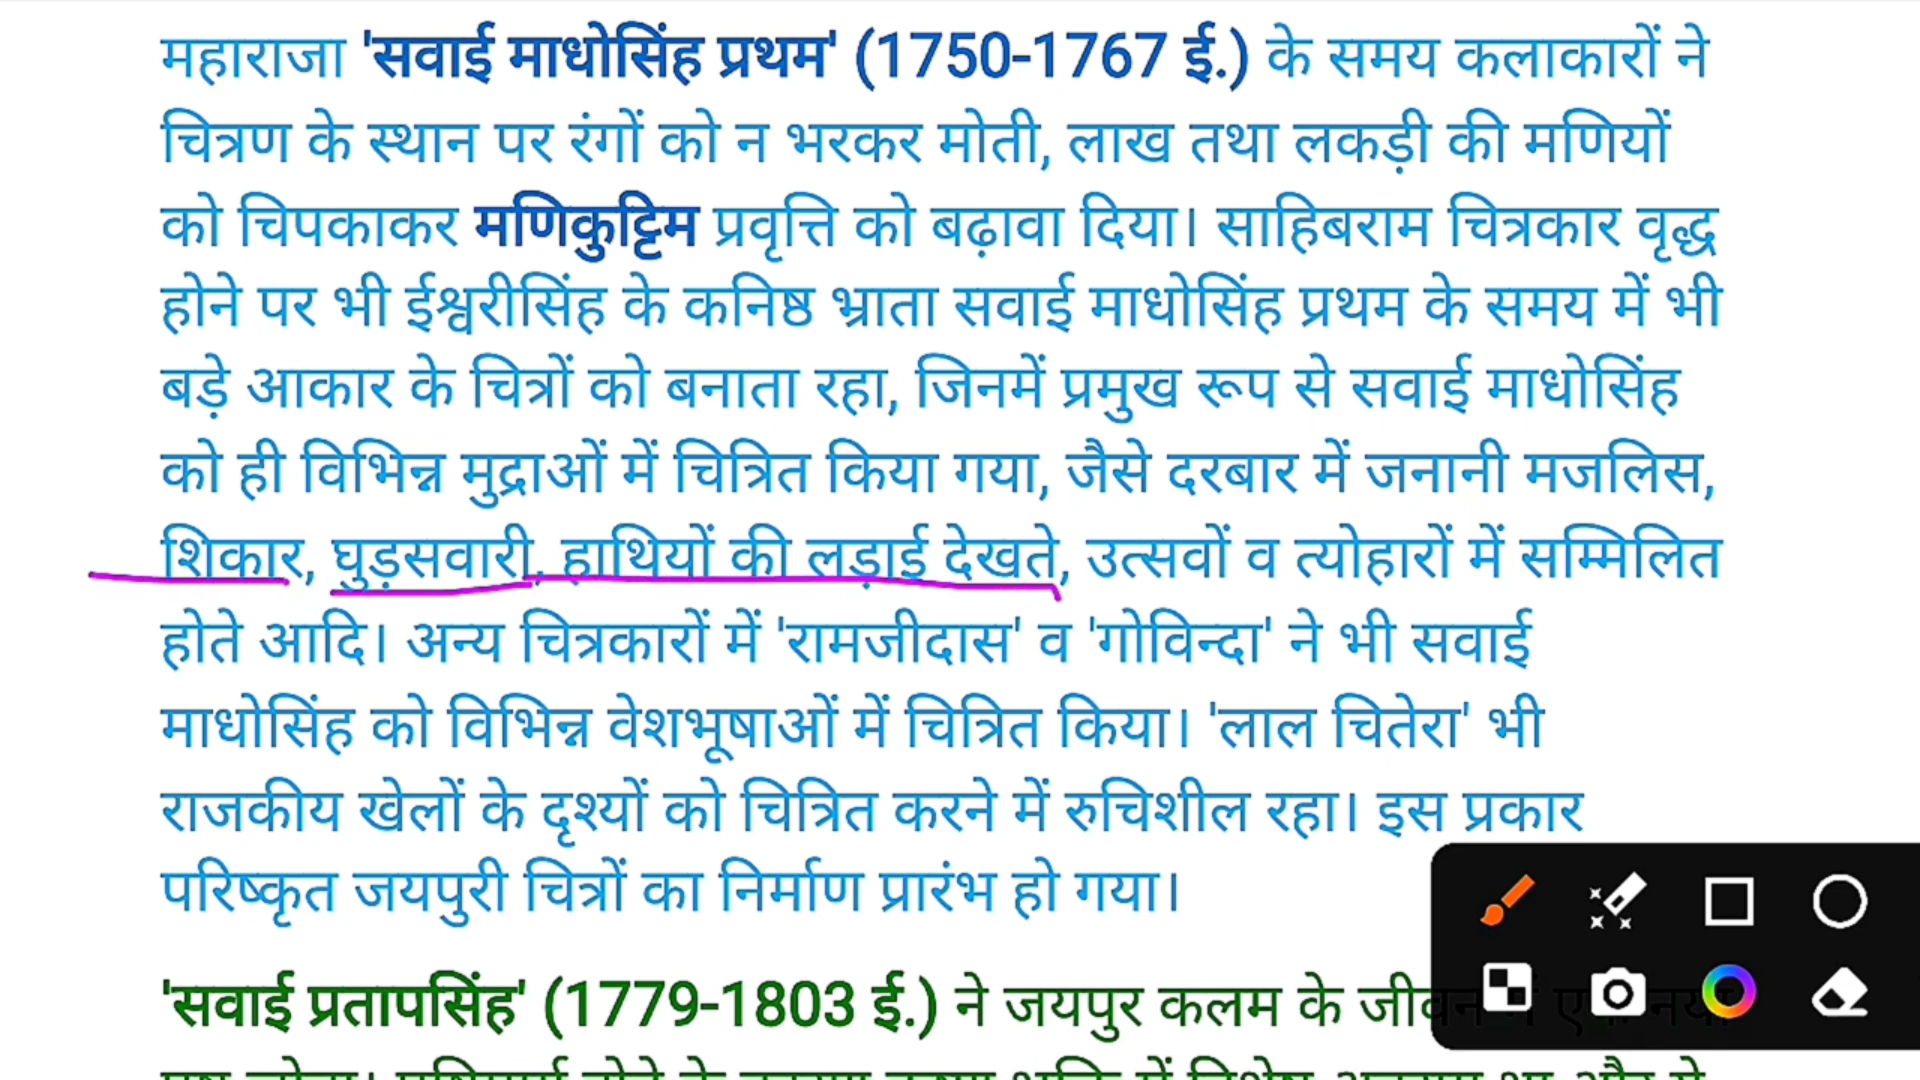 महाराजा 'सवाई माधोसिंह प्रथम' (1750-1767 ई.) के समय कलाकारों ने
चित्रण के स्थान पर रंगों को न भरकर मोती, लाख तथा लकड़ी की मणियों
को चिपकाकर मणिकुट्टिम प्रवृत्ति को बढ़ावा दिया। साहिबराम चित्रकार वृद्ध
होने पर भी ईश्वरीसिंह के कनिष्ठ भ्राता सवाई माधोसिंह प्रथम के समय में भी
बड़े आकार के चित्रों को बनाता रहा, जिनमें प्रमुख रूप से सवाई माधोसिंह
को ही विभिन्न मुद्राओं में चित्रित किया गया, जैसे दरबार में जनानी मजलिस,
शिकार, घुड़सवारी, हाथियों की लड़ाई देखते, उत्सवों व त्योहारों में सम्मिलित
होते आदि। अन्य चित्रकारों में 'रामजीदास' व 'गोविन्दा' ने भी सवाई
माधोसिंह को विभिन्न वेशभूषाओं में चित्रित किया। 'लाल चितेरा' भी
राजकीय खेलों के दृश्यों को चित्रित करने में रुचिशील रहा। इस प्रकार
परिष्कृत जयपुरी चित्रों का निर्माण प्रारंभ हो गया।
'सवाई प्रतापसिंह' (1779-1803 ई.) ने जयपुर कलम के जीवन